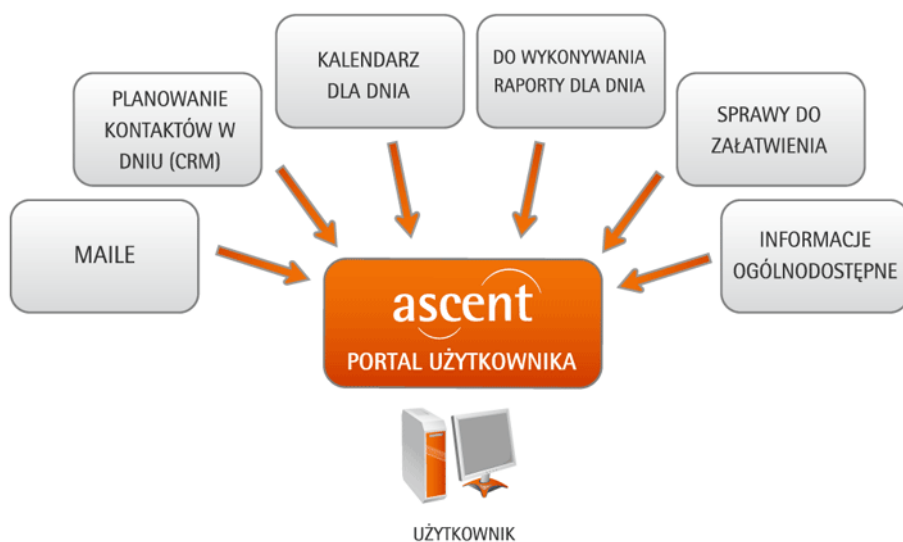 MAILE
PLANOWANIE
KONTAKTÓW W
DNIU (CRM)
KALENDARZ
DLA DNIA
DO WYKONYWANIA
RAPORTY DLA DNIA
SPRAWY DO
ZAŁATWIENIA
INFORMACJE
OGÓLNODOSTĘPNE
ascent
PORTAL UŻYTKOWNIKA
UŻYTKOWNIK